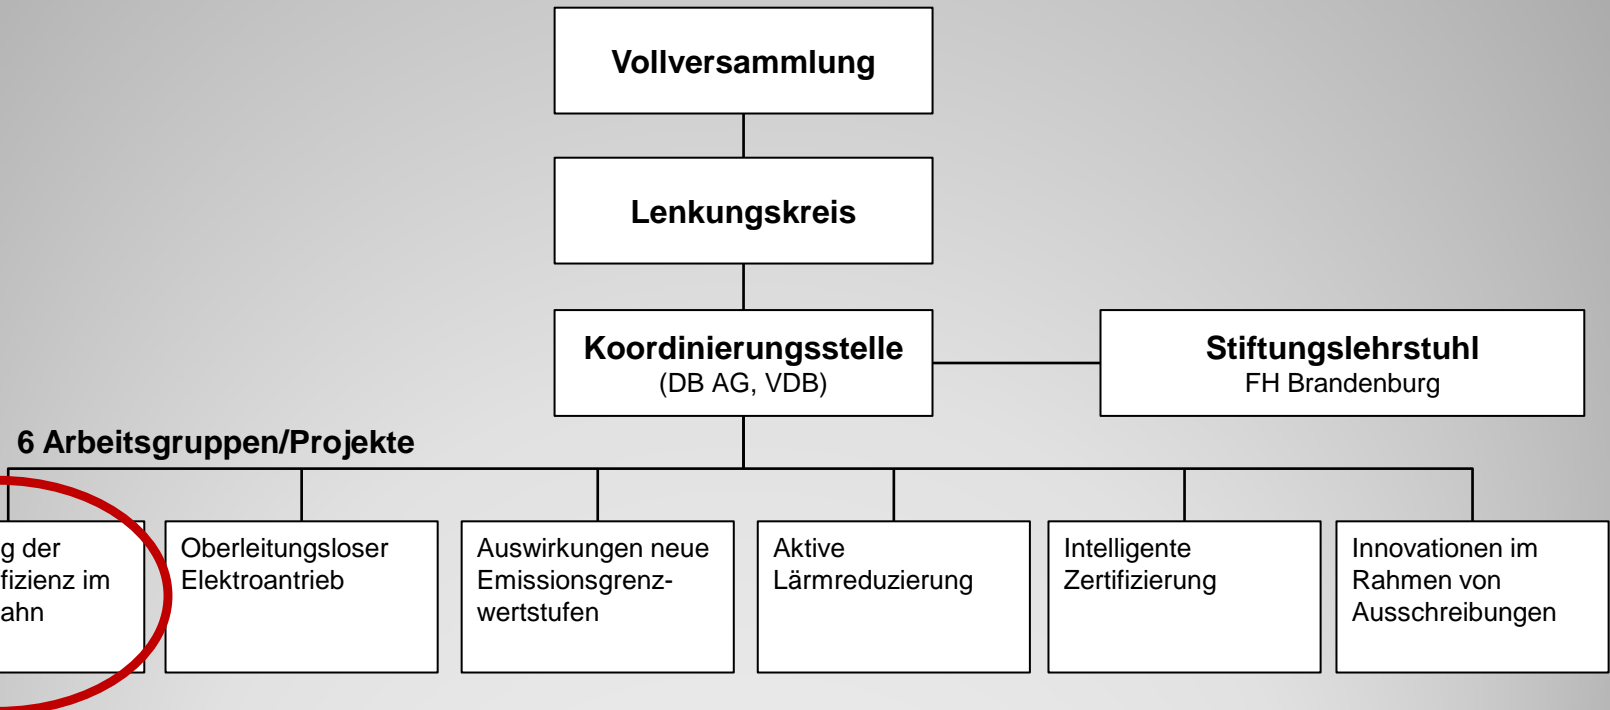 Vollversammlung
Lenkungskreis
Koordinierungsstelle
(DB AG, VDB)
Stiftungslehrstuhl
FH Brandenburg
6 Arbeitsgruppen/Projekte
g der
fizienz im
ahn
Oberleitungsloser
Elektroantrieb
Auswirkungen neue
Emissionsgrenz-
wertstufen
Aktive
Lärmreduzierung
Intelligente
Zertifizierung
Innovationen im
Rahmen von
Ausschreibungen